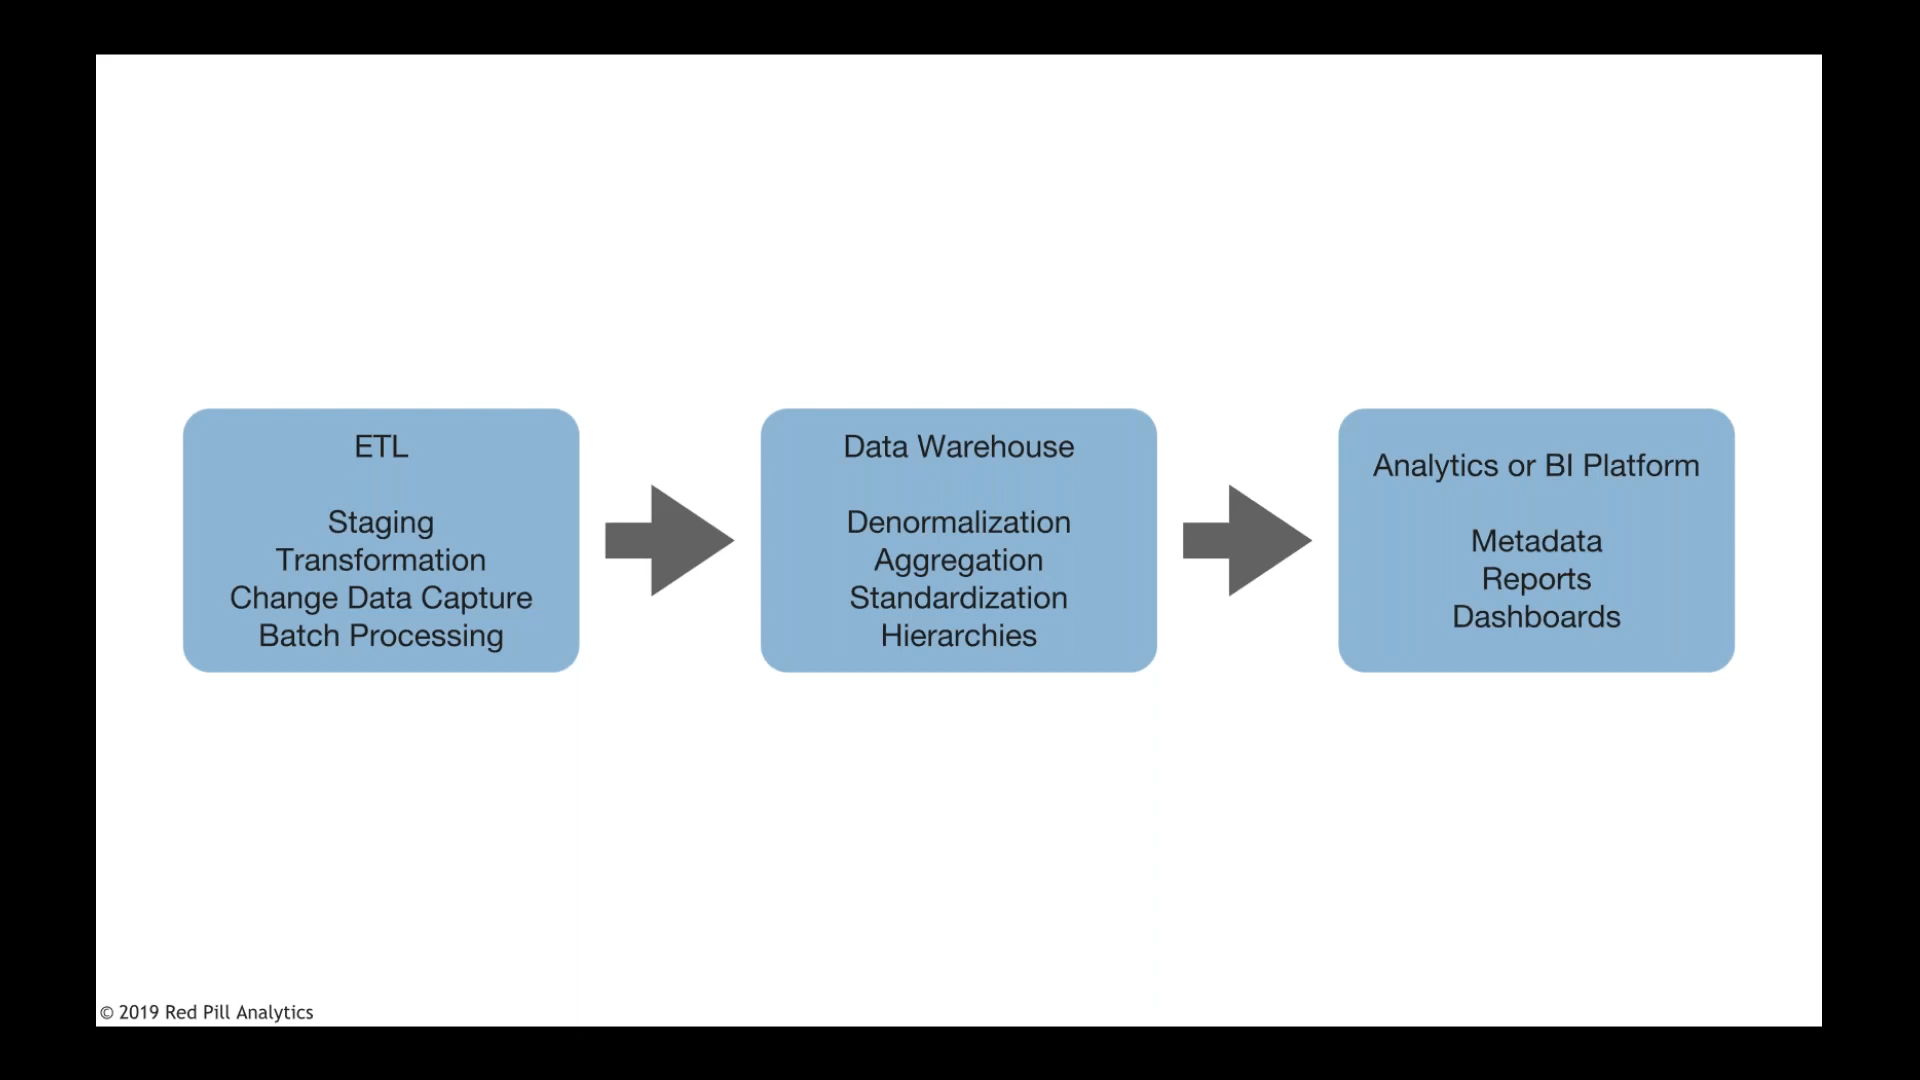 ETL
Staging
Transformation
Change Data Capture
Batch Processing
Data Warehouse
Denormalization
Aggregation
Standardization
Hierarchies
Analytics or BI Platform
Metadata
Reports
Dashboards
© 2019 Red Pill Analytics